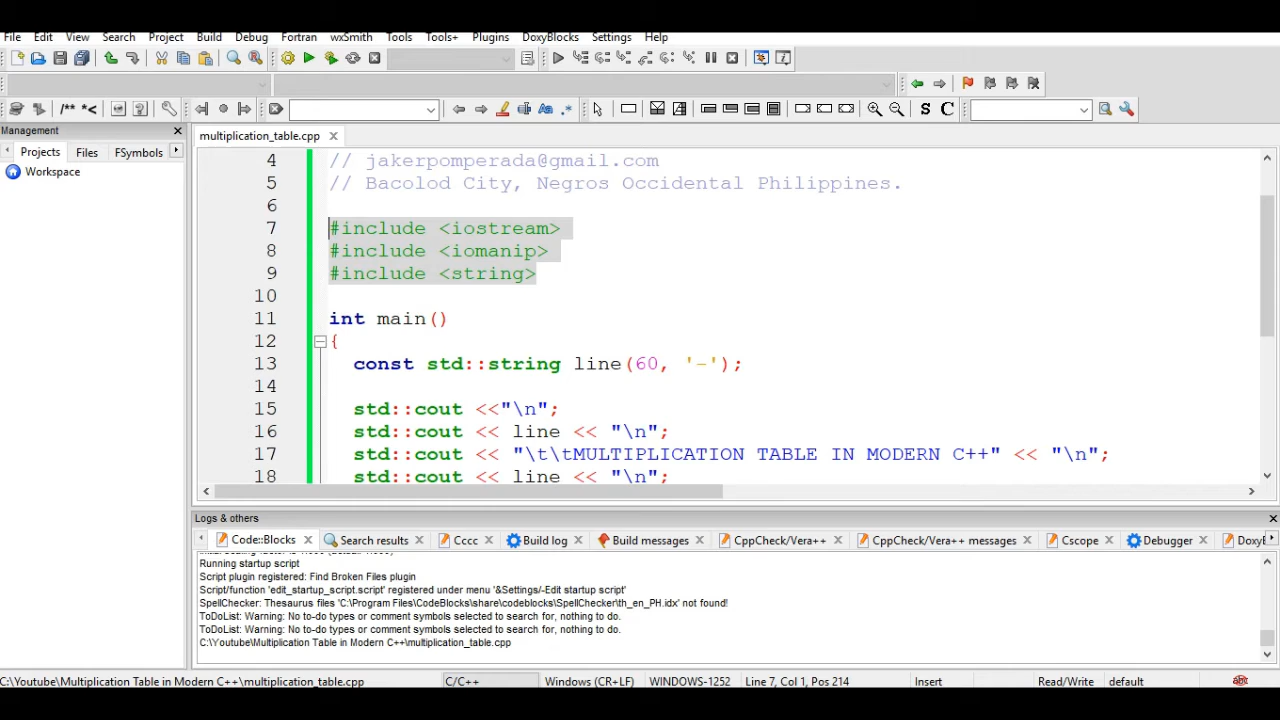 File Edit View Search Project Build Debug Fortran wxSmith Tools Tools+ Plugins DoxyBlocks Settings Help
/** *<
S C
Management
Projects Files FSymbols
Workspace
multiplication_table.cpp
4 // jakerpomperada@gmail.com
5 // Bacolod City, Negros Occidental Philippines.
6
7 #include <iostream>
8 #include <iomanip>
9 #include <string>
10
11 int main()
12 {
13 const std::string line(60, '-');
14
15 std::cout <<"\n";
16 std::cout << line << "\n";
17 std::cout << "\t\tMULTIPLICATION TABLE IN MODERN C++" << "\n";
18 std::cout << line << "\n";
Logs & others
Code::Blocks Search results Cccc Build log Build messages CppCheck/Vera++ CppCheck/Vera++ messages Cscope Debugger DoxyB
Running startup script
Script plugin registered: Find Broken Files plugin
Script/function 'edit_startup_script.script' registered under menu '&Settings/-Edit startup script'
SpellChecker: Thesaurus files 'C:\Program Files\CodeBlocks\share\codeblocks\SpellChecker\th_en_PH.idx' not found!
ToDoList: Warning: No to-do types or comment symbols selected to search for, nothing to do.
ToDoList: Warning: No to-do types or comment symbols selected to search for, nothing to do.
C:\Youtube\Multiplication Table in Modern C++\multiplication_table.cpp
C:\Youtube\Multiplication Table in Modern C++\multiplication_table.cpp C/C++ Windows (CR+LF) WINDOWS-1252 Line 7, Col 1, Pos 214 Insert Read/Write default